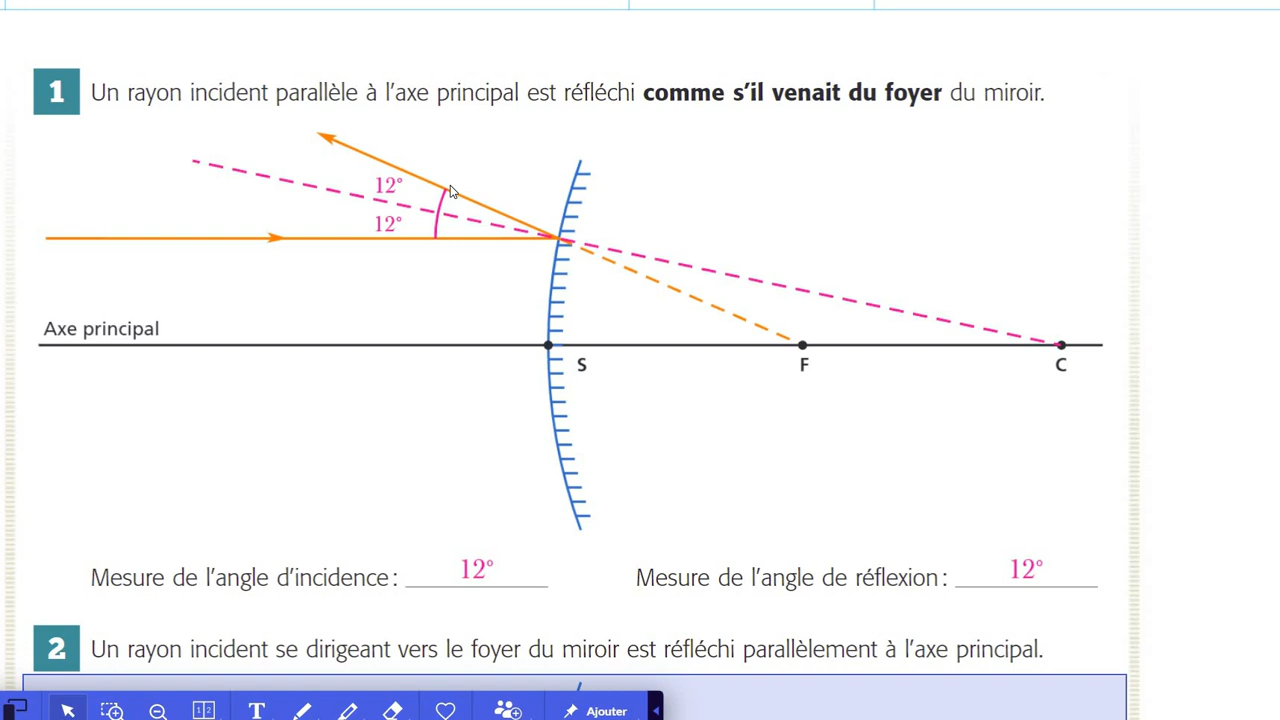 1 Un rayon incident parallèle à l'axe principal est réfléchi comme s'il venait du foyer du miroir.
12°
12°
Axe principal
S F C
Mesure de l'angle d'incidence : 12° Mesure de l'angle de réflexion : 12°
2 Un rayon incident se dirigeant vers le foyer du miroir est réfléchi parallèlement à l'axe principal.
1 2 T Ajouter